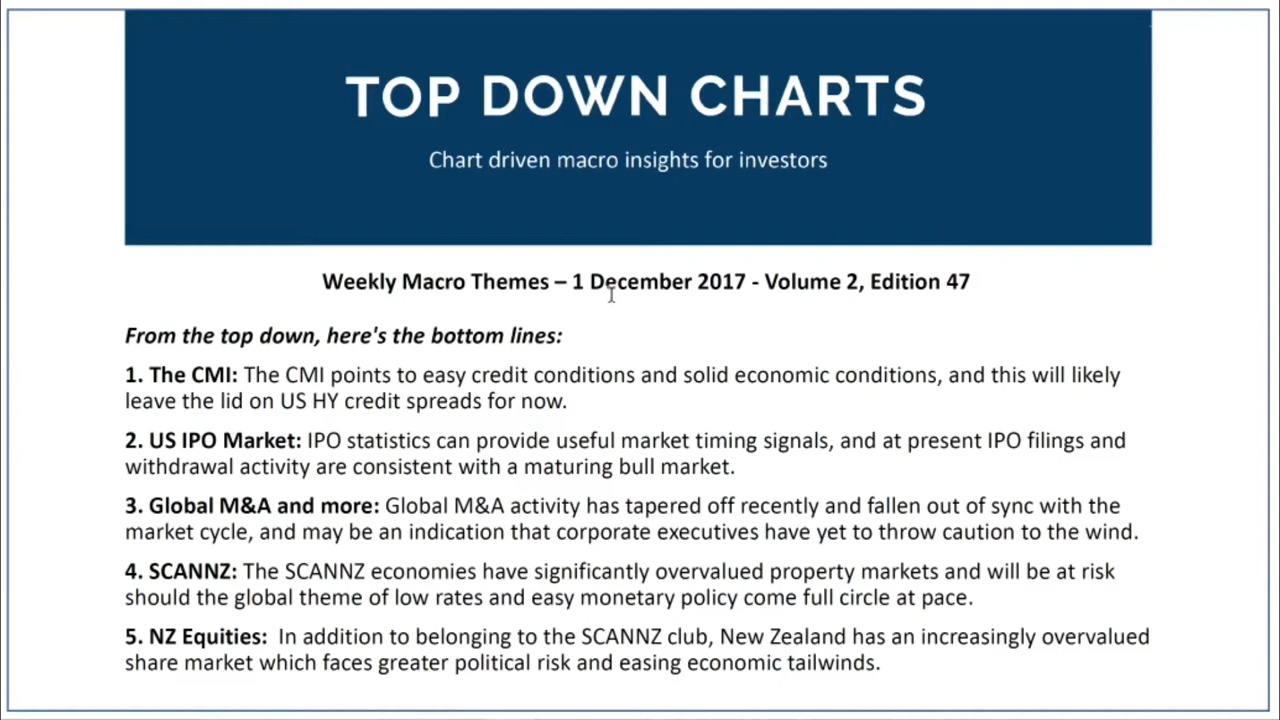 TOP DOWN CHARTS
Chart driven macro insights for investors
Weekly Macro Themes – 1 December 2017 - Volume 2, Edition 47
From the top down, here's the bottom lines:
1. The CMI: The CMI points to easy credit conditions and solid economic conditions, and this will likely
leave the lid on US HY credit spreads for now.
2. US IPO Market: IPO statistics can provide useful market timing signals, and at present IPO filings and
withdrawal activity are consistent with a maturing bull market.
3. Global M&A and more: Global M&A activity has tapered off recently and fallen out of sync with the
market cycle, and may be an indication that corporate executives have yet to throw caution to the wind.
4. SCANNZ: The SCANNZ economies have significantly overvalued property markets and will be at risk
should the global theme of low rates and easy monetary policy come full circle at pace.
5. NZ Equities:  In addition to belonging to the SCANNZ club, New Zealand has an increasingly overvalued
share market which faces greater political risk and easing economic tailwinds.